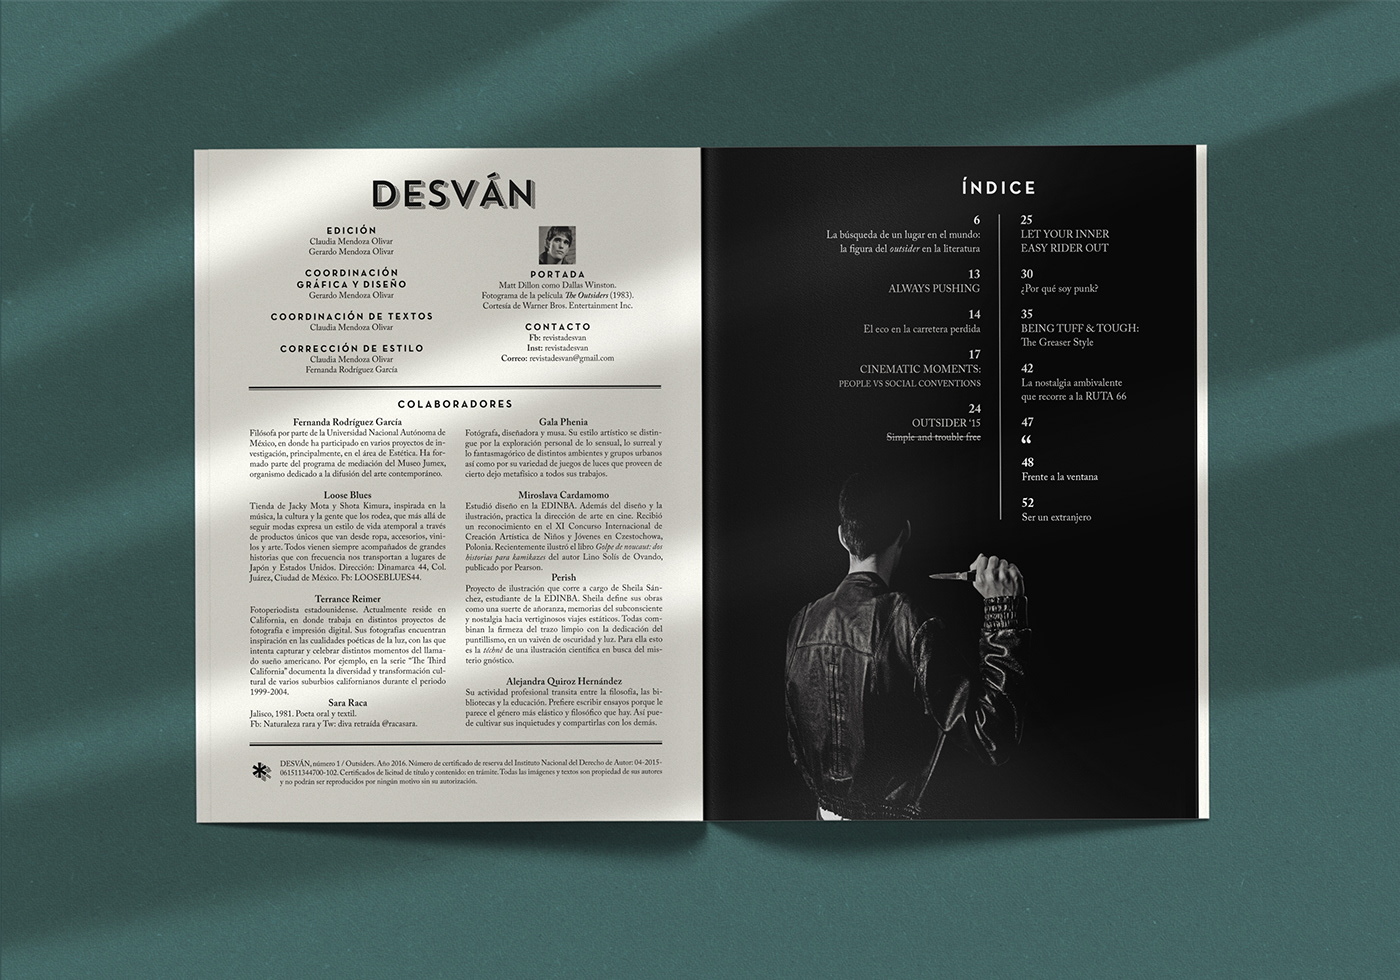 DESVÁN
EDICIÓN
Claudia Mendoza Olivar
Gerardo Mendoza Olivar
COORDINACIÓN
GRÁFICA Y DISEÑO
Gerardo Mendoza Olivar
COORDINACIÓN DE TEXTOS
Claudia Mendoza Olivar
CORRECCIÓN DE ESTILO
Claudia Mendoza Olivar
Fernanda Rodríguez García
PORTADA
Matt Dillon como Dallas Winston.
Fotograma de la película The Outsiders (1983).
Cortesía de Warner Bros. Entertainment Inc.
CONTACTO
Fb: revistadesvan
Inst: revistadesvan
Correo: revistadesvan@gmail.com
COLABORADORES
Fernanda Rodríguez García
Filósofa por parte de la Universidad Nacional Autónoma de
México, en donde ha participado en varios proyectos de in-
vestigación, principalmente, en el área de Estética. Ha for-
mado parte del programa de mediación del Museo Jumex,
organismo dedicado a la difusión del arte contemporáneo.
Loose Blues
Tienda de Jacky Mota y Shota Kimura, inspirada en la
música, la cultura y la gente que los rodea, que más allá de
seguir modas expresa un estilo de vida atemporal a través
de productos únicos que van desde ropa, accesorios, vini-
los y arte. Todos vienen siempre acompañados de grandes
historias que con frecuencia nos transportan a lugares de
Japón y Estados Unidos. Dirección: Dinamarca 44, Col.
Juárez, Ciudad de México. Fb: LOOSEBLUES44.
Terrance Reimer
Fotoperiodista estadounidense. Actualmente reside en
California, en donde trabaja en distintos proyectos de
fotografía e impresión digital. Sus fotografías encuentran
inspiración en las cualidades poéticas de la luz, con las que
intenta capturar y celebrar distintos momentos del llama-
do sueño americano. Por ejemplo, en la serie “The Third
California” documenta la diversidad y transformación cul-
tural de varios suburbios californianos durante el periodo
1999-2004.
Sara Raca
Jalisco, 1981. Poeta oral y textil.
Fb: Naturaleza rara y Tw: diva retraída @racasara.
Gala Phenia
Fotógrafa, diseñadora y musa. Su estilo artístico se distin-
gue por la exploración personal de lo sensual, lo surreal y
lo fantasmagórico de distintos ambientes y grupos urbanos
así como por su variedad de juegos de luces que proveen de
cierto dejo metafísico a todos sus trabajos.
Miroslava Cardamomo
Estudió diseño en la EDINBA. Además del diseño y la
ilustración, practica la dirección de arte en cine. Recibió
un reconocimiento en el XI Concurso Internacional de
Creación Artística de Niños y Jóvenes en Czestochowa,
Polonia. Recientemente ilustró el libro Golpe de noucaut: dos
historias para kamikazes del autor Lino Solís de Ovando,
publicado por Pearson.
Perish
Proyecto de ilustración que corre a cargo de Sheila Sán-
chez, estudiante de la EDINBA. Sheila define sus obras
como una suerte de añoranza, memorias del subconsciente
y nostalgia hacia vertiginosos viajes estáticos. Todas com-
binan la firmeza del trazo limpio con la dedicación del
puntillismo, en un vaivén de oscuridad y luz. Para ella esto
es la téchné de una ilustración científica en busca del mis-
terio gnóstico.
Alejandra Quiroz Hernández
Su actividad profesional transita entre la filosofía, las bi-
bliotecas y la educación. Prefiere escribir ensayos porque le
parece el género más elástico y filosófico que hay. Así pue-
de cultivar sus inquietudes y compartirlas con los demás.
DESVÁN, número 1 / Outsiders. Año 2016. Número de certificado de reserva del Instituto Nacional del Derecho de Autor: 04-2015-
061511344700-102. Certificados de licitud de título y contenido: en trámite. Todas las imágenes y textos son propiedad de sus autores
y no podrán ser reproducidos por ningún motivo sin su autorización.
ÍNDICE
6
La búsqueda de un lugar en el mundo:
la figura del outsider en la literatura
13
ALWAYS PUSHING
14
El eco en la carretera perdida
17
CINEMATIC MOMENTS:
PEOPLE VS SOCIAL CONVENTIONS
24
OUTSIDER ‘15
Simple and trouble free
25
LET YOUR INNER
EASY RIDER OUT
30
¿Por qué soy punk?
35
BEING TUFF & TOUGH:
The Greaser Style
42
La nostalgia ambivalente
que recorre a la RUTA 66
47
“
48
Frente a la ventana
52
Ser un extranjero